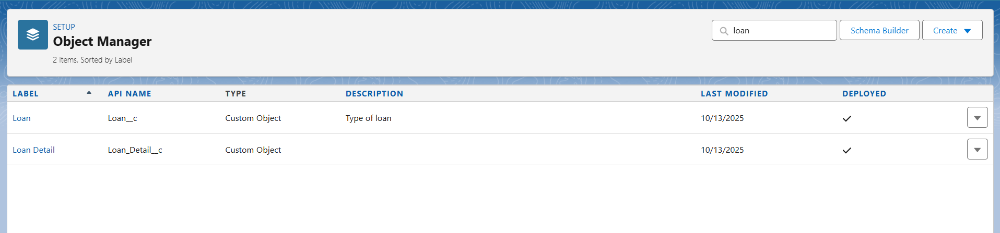 SETUP
Object Manager
2 Items, Sorted by Label
loan
Schema Builder
Create
LABEL API NAME TYPE DESCRIPTION LAST MODIFIED DEPLOYED
Loan Loan__c Custom Object Type of loan 10/13/2025
Loan Detail Loan_Detail__c Custom Object 10/13/2025